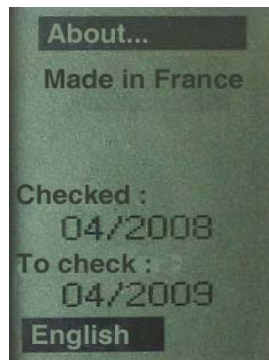 About...
Made in France
Checked :
04/2008
To check :
04/2009
English